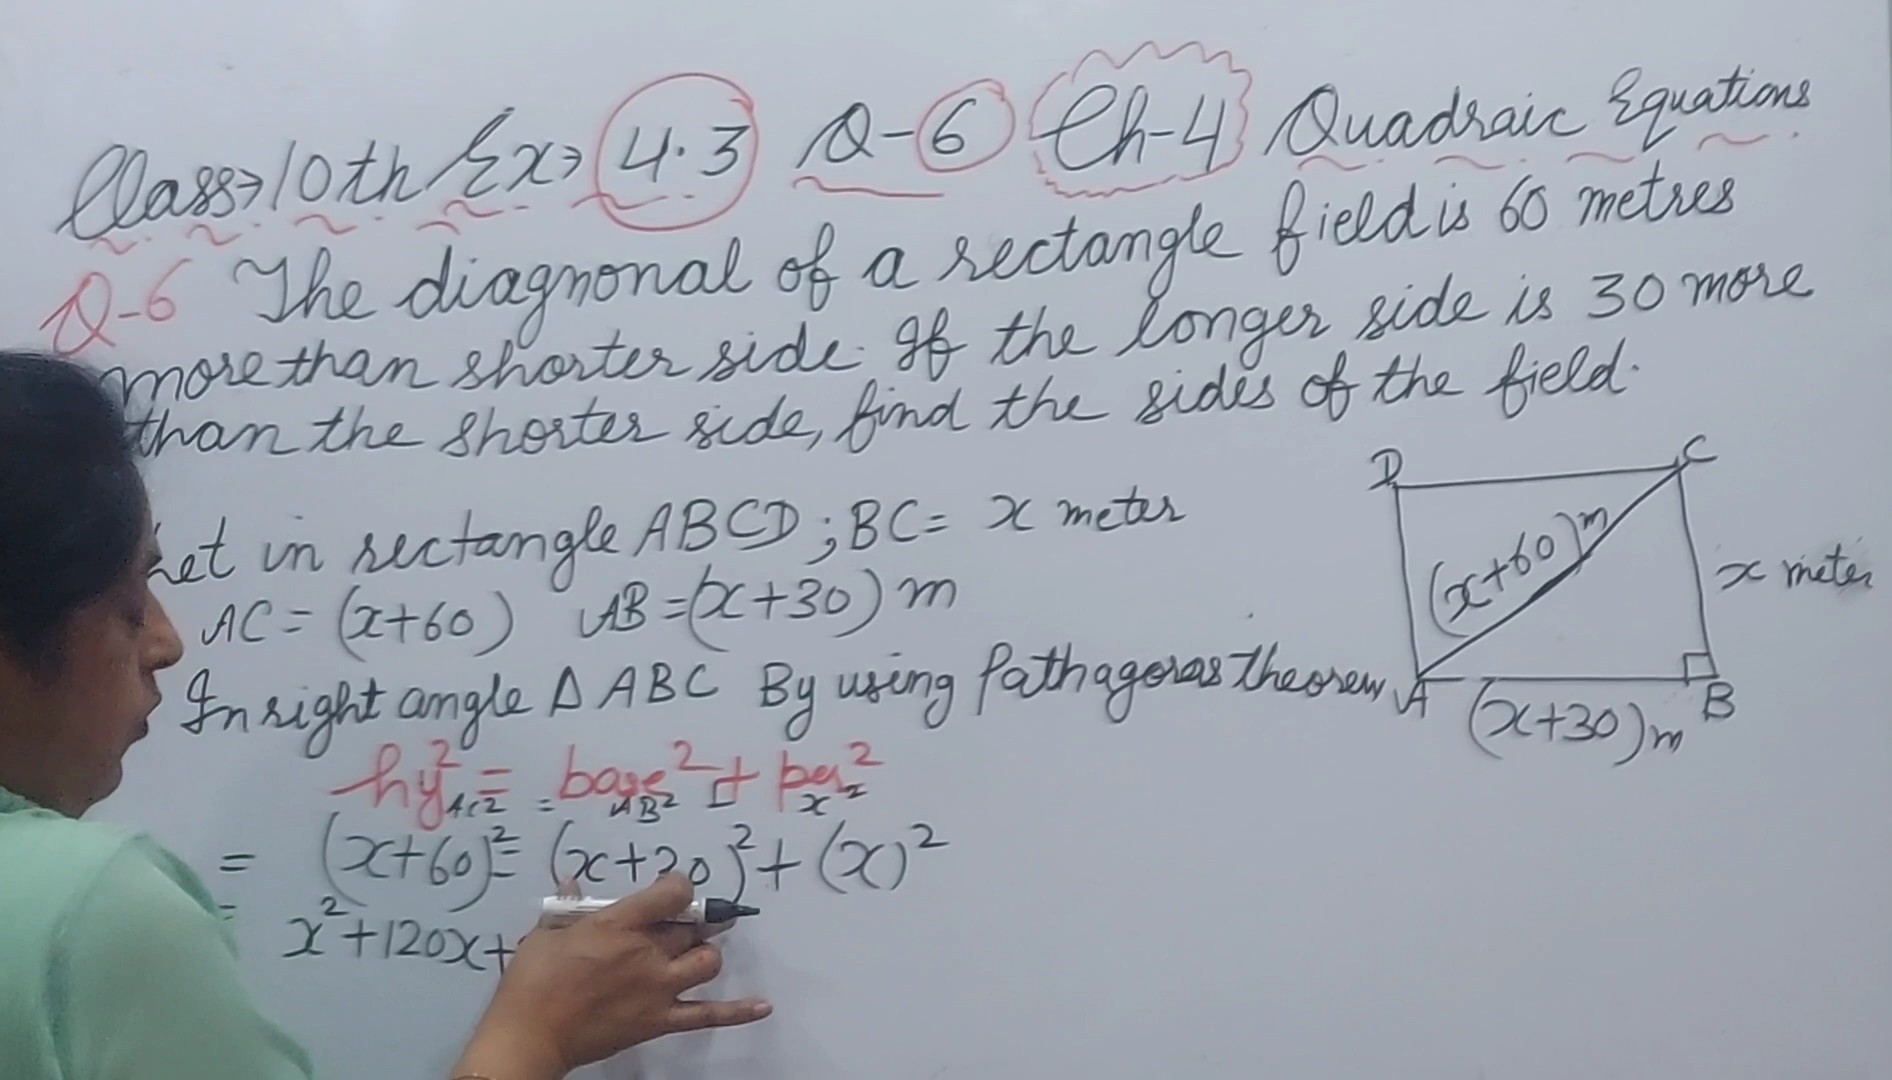 Class→10th Ex→ 4.3 Q-6 Ch-4 Quadraic Equations
Q-6 The diagnonal of a rectangle field is 60 metres
more than shorter side. If the longer side is 30 more
than the shorter side, find the sides of the field.
Let in rectangle ABCD ; BC = x meter
AC = (x+60) AB = (x+30) m
In right angle Δ ABC By using Pathagoras theorem
hy² = base² + per²
AC² = AB² + x²
= (x+60)² = (x+30)² + (x)²
= x² + 120x +
D C
(x+60) m
x meter
A B
(x+30) m